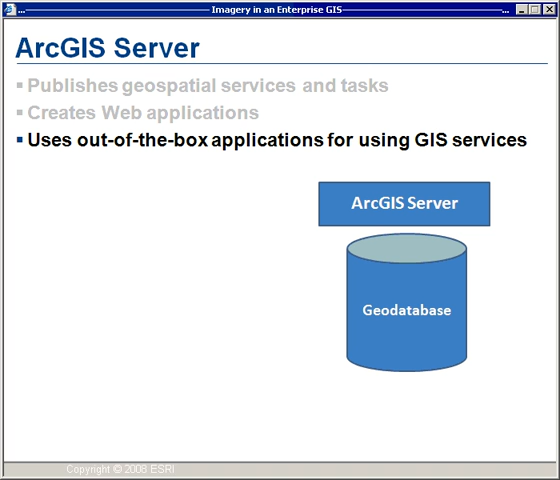 Imagery in an Enterprise GIS
ArcGIS Server
Publishes geospatial services and tasks
Creates Web applications
Uses out-of-the-box applications for using GIS services
ArcGIS Server
Geodatabase
Copyright © 2008 ESRI